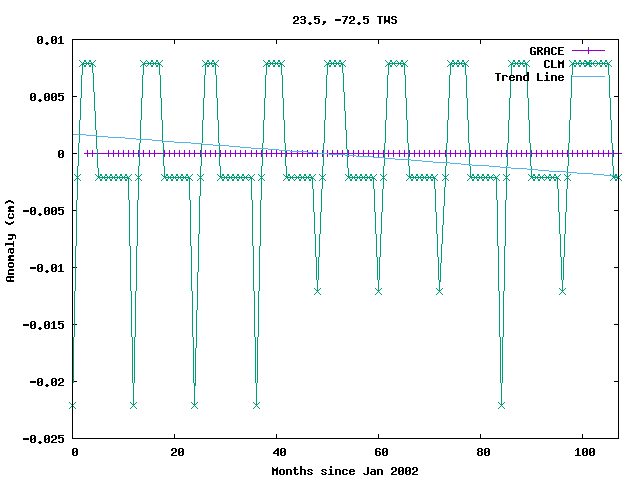 23.5, -72.5 TWS
0.01
GRACE
CLM
Trend Line
0.005
0
-0.005
-0.01
-0.015
-0.02
-0.025
Anomaly (cm)
0 20 40 60 80 100
Months since Jan 2002